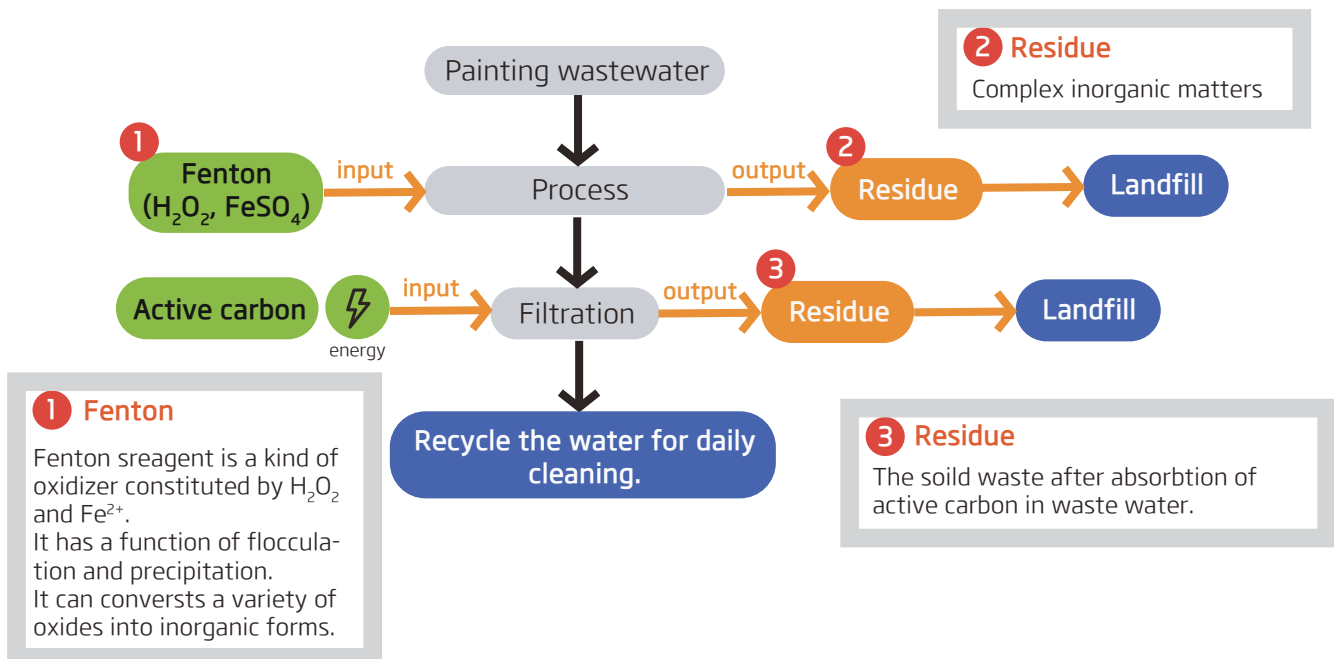 Painting wastewater
2 Residue
Complex inorganic matters
1
Fenton
(H₂O₂, FeSO₄)
input
Process
output
2
Residue
Landfill
Active carbon
energy
input
Filtration
output
3
Residue
Landfill
Recycle the water for daily
cleaning.
1 Fenton
Fenton sreagent is a kind of
oxidizer constituted by H₂O₂
and Fe²⁺.
It has a function of floccula-
tion and precipitation.
It can conversts a variety of
oxides into inorganic forms.
3 Residue
The soild waste after absorbtion of
active carbon in waste water.